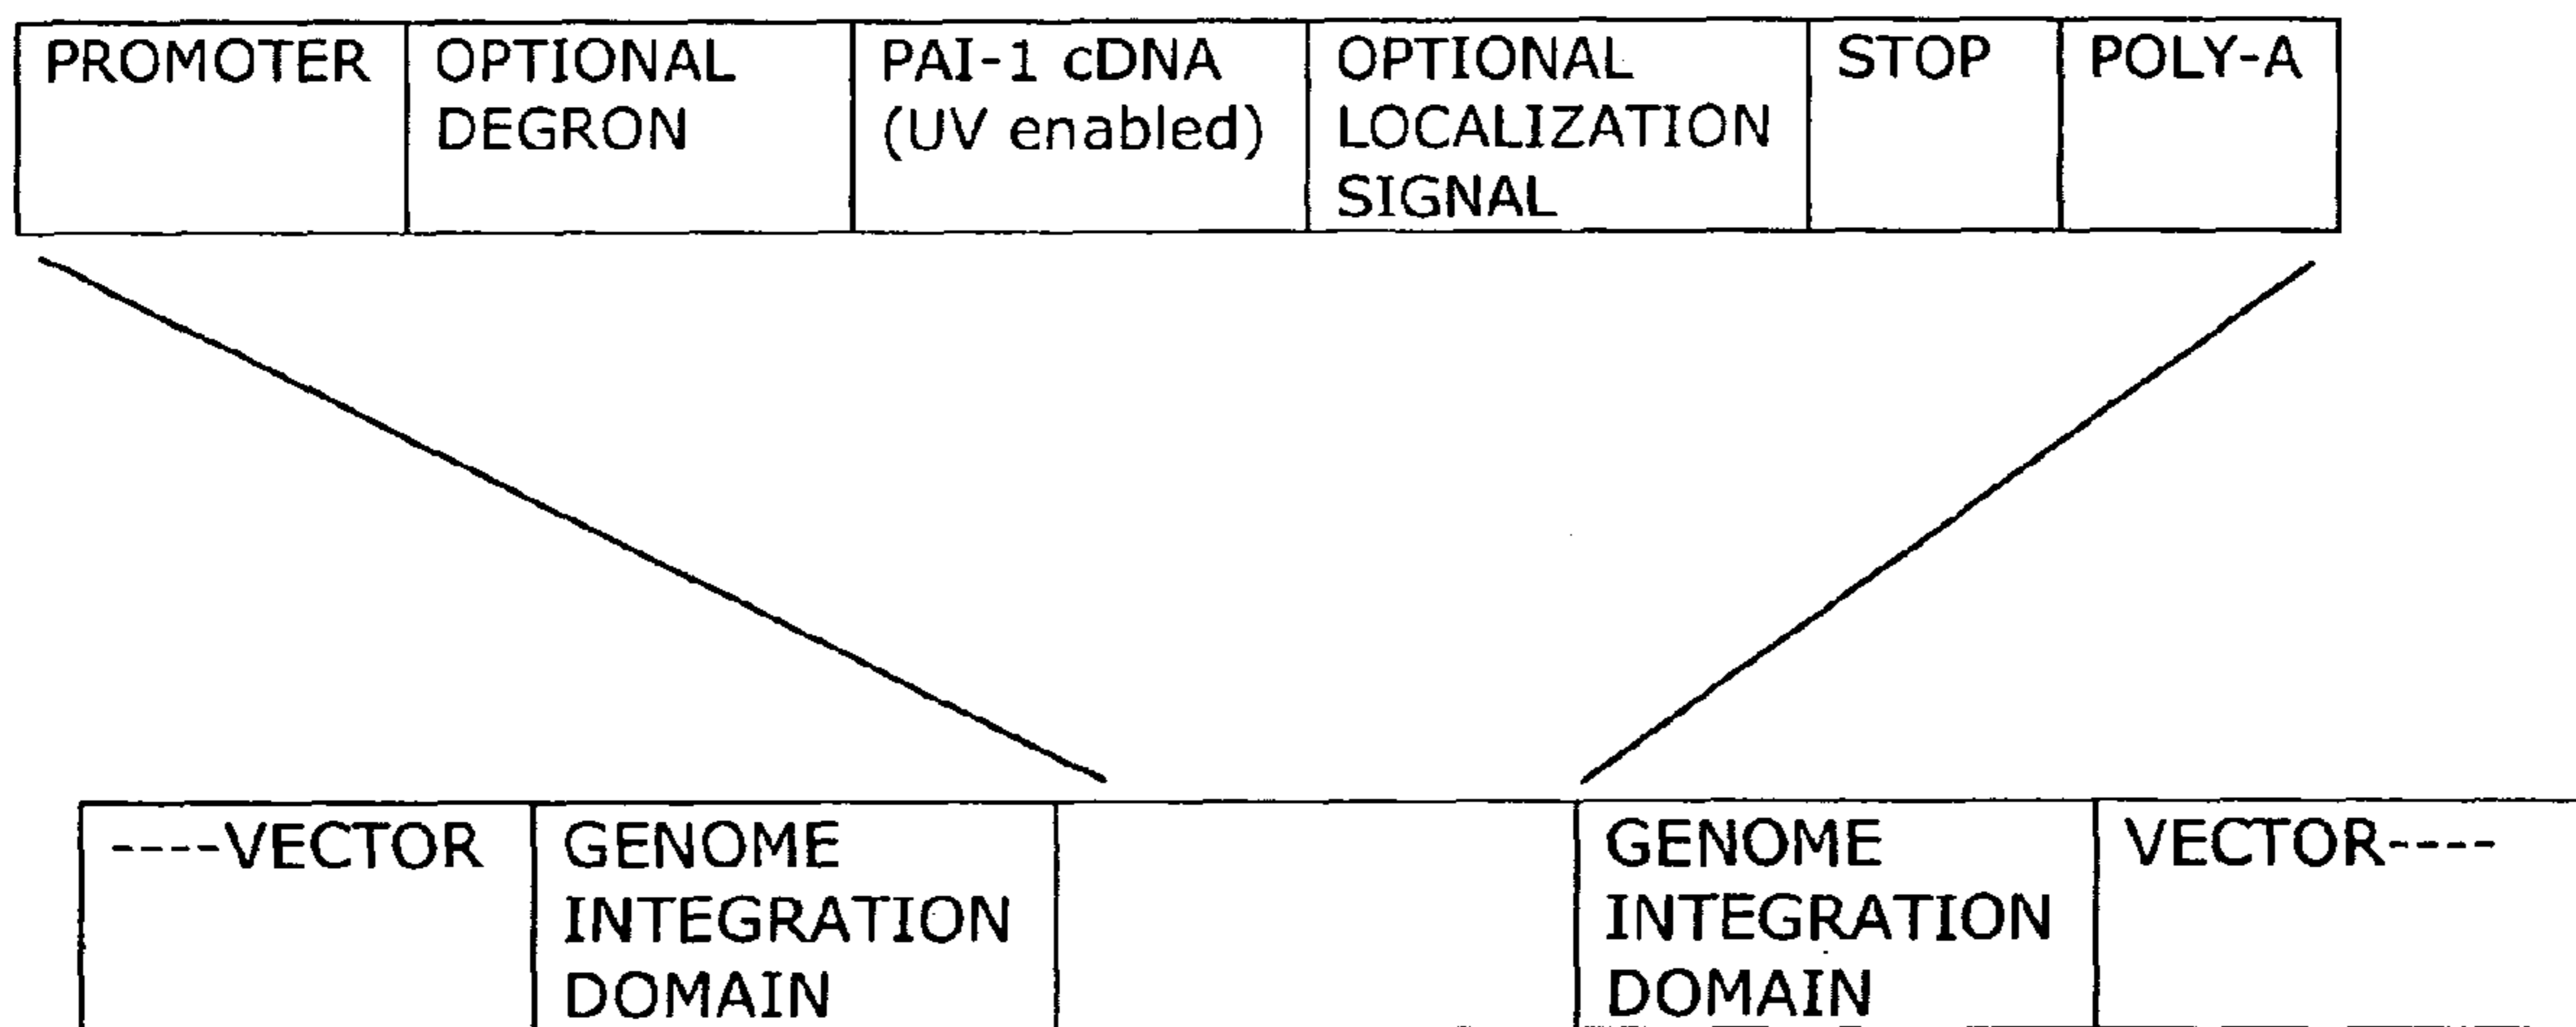 PROMOTER
OPTIONAL
DEGRON
PAI-1 cDNA
(UV enabled)
OPTIONAL
LOCALIZATION
SIGNAL
STOP
POLY-A
----VECTOR
GENOME
INTEGRATION
DOMAIN
GENOME
INTEGRATION
DOMAIN
VECTOR----